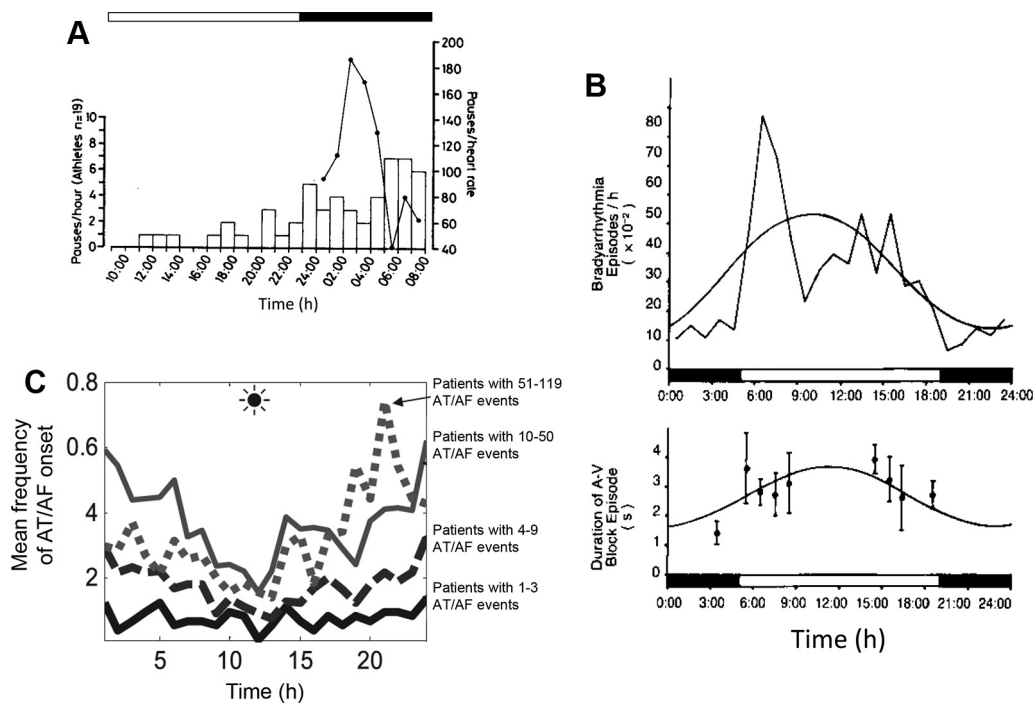 A
Pauses/hour (Athletes n=19)
10
8
6
4
2
0
200
180
160
140
120
100
80
60
40
Pauses/heart rate
10:00
12:00
14:00
16:00
18:00
20:00
22:00
24:00
02:00
04:00
06:00
08:00
Time (h)
B
Bradyarrhythmia
Episodes / h
( × 10⁻²)
80
70
60
50
40
30
20
10
0
0:00 3:00 6:00 9:00 12:00 15:00 18:00 21:00 24:00
Duration of A-V
Block Episode
( s )
4
3
2
1
0
0:00 3:00 6:00 9:00 12:00 15:00 18:00 21:00 24:00
Time (h)
C
Mean frequency
of AT/AF onset
0.8
0.6
4
2
5 10 15 20
Time (h)
Patients with 51-119
AT/AF events
Patients with 10-50
AT/AF events
Patients with 4-9
AT/AF events
Patients with 1-3
AT/AF events